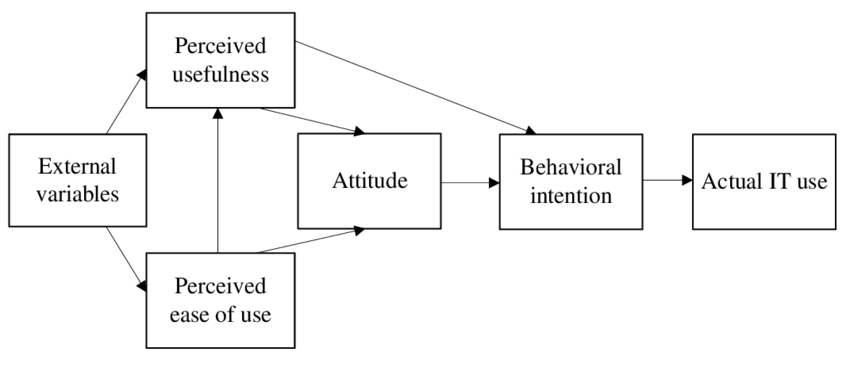 Perceived
usefulness
External
variables
Attitude
Behavioral
intention
Actual IT use
Perceived
ease of use